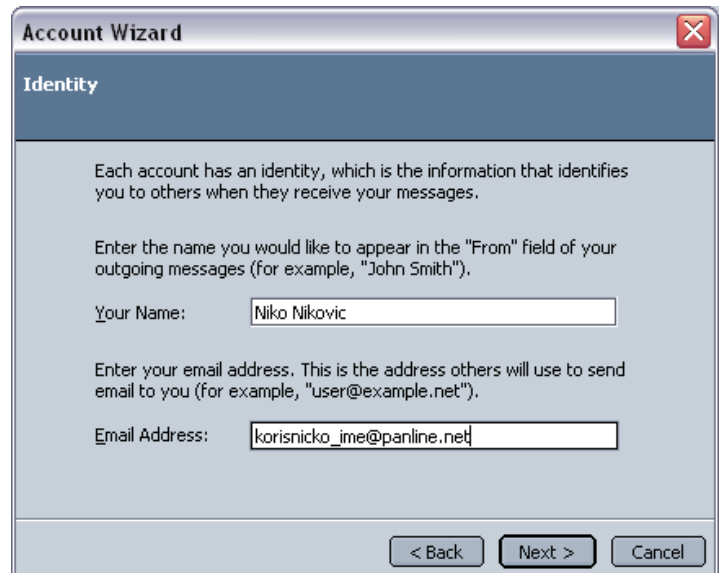 Account Wizard
Identity
Each account has an identity, which is the information that identifies
you to others when they receive your messages.
Enter the name you would like to appear in the "From" field of your
outgoing messages (for example, "John Smith").
Your Name: Niko Nikovic
Enter your email address. This is the address others will use to send
email to you (for example, "user@example.net").
Email Address: korisnicko_ime@panline.net
< Back Next > Cancel